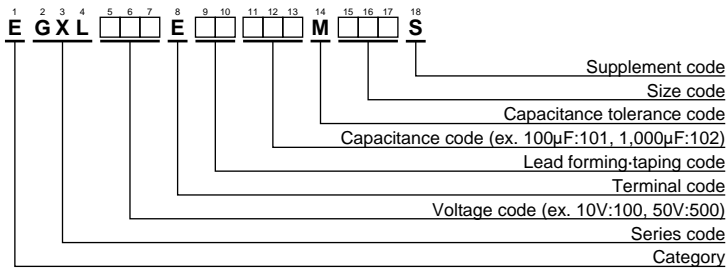 1 2 3 4 5 6 7 8 9 10 11 12 13 14 15 16 17 18
E G X L □□□ E □□ □□□ M □□□ S
Supplement code
Size code
Capacitance tolerance code
Capacitance code (ex. 100µF:101, 1,000µF:102)
Lead forming·taping code
Terminal code
Voltage code (ex. 10V:100, 50V:500)
Series code
Category